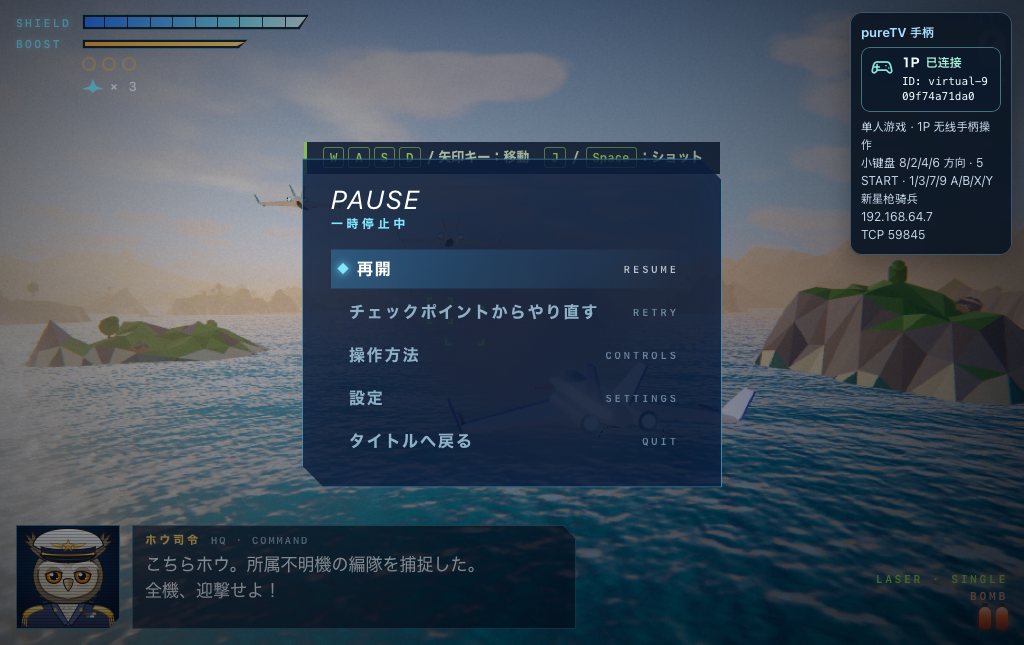 SHIELD
BOOST
× 3
pureTV 手柄
1P 已连接
ID: virtual-9
09f74a71da0
单人游戏 · 1P 无线手柄操
作
小键盘 8/2/4/6 方向 · 5
START · 1/3/7/9 A/B/X/Y
新星枪骑兵
192.168.64.7
TCP 59845
W A S D / 矢印キー：移動 J / Space ：ショット
PAUSE
一時停止中
再開 RESUME
チェックポイントからやり直す RETRY
操作方法 CONTROLS
設定 SETTINGS
タイトルへ戻る QUIT
ホウ司令 HQ · COMMAND
こちらホウ。所属不明機の編隊を捕捉した。
全機、迎撃せよ！
LASER · SINGLE
BOMB